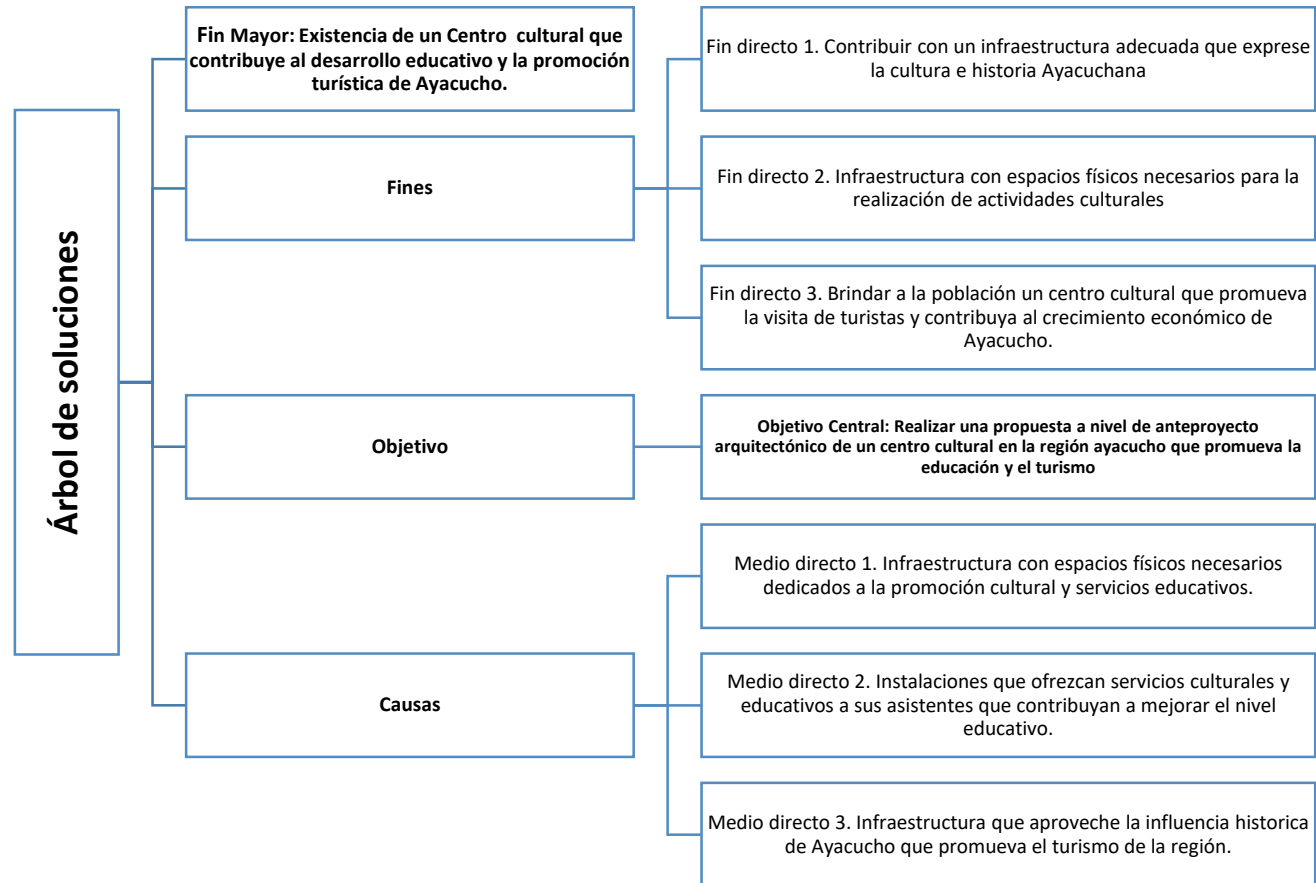 Árbol de soluciones
Fin Mayor: Existencia de un Centro cultural que
contribuye al desarrollo educativo y la promoción
turística de Ayacucho.
Fines
Fin directo 1. Contribuir con un infraestructura adecuada que exprese
la cultura e historia Ayacuchana
Fin directo 2. Infraestructura con espacios físicos necesarios para la
realización de actividades culturales
Fin directo 3. Brindar a la población un centro cultural que promueva
la visita de turistas y contribuya al crecimiento económico de
Ayacucho.
Objetivo
Objetivo Central: Realizar una propuesta a nivel de anteproyecto
arquitectónico de un centro cultural en la región ayacucho que promueva la
educación y el turismo
Causas
Medio directo 1. Infraestructura con espacios físicos necesarios
dedicados a la promoción cultural y servicios educativos.
Medio directo 2. Instalaciones que ofrezcan servicios culturales y
educativos a sus asistentes que contribuyan a mejorar el nivel
educativo.
Medio directo 3. Infraestructura que aproveche la influencia historica
de Ayacucho que promueva el turismo de la región.